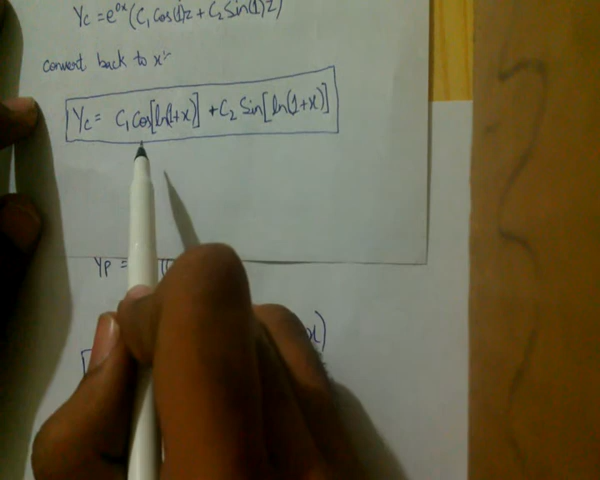 Yc = e^0x (C1 Cos(1)z + C2 Sin(1)z)
convert back to x:-
Yc = C1 Cos[ln(1+x)] + C2 Sin[ln(1+x)]
Yp =
x)